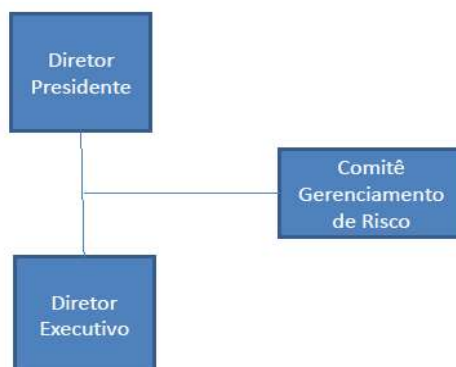 Diretor
Presidente
Comitê
Gerenciamento
de Risco
Diretor
Executivo